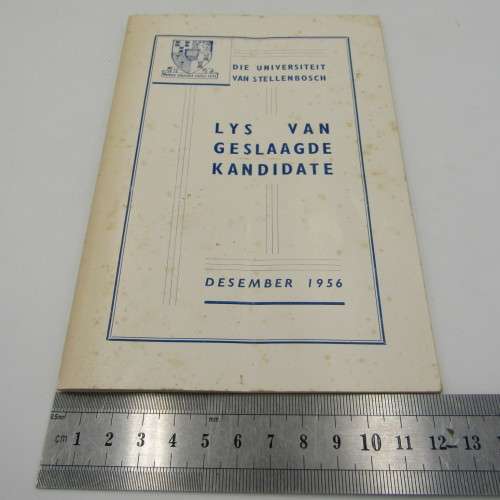 DIE UNIVERSITEIT
VAN STELLENBOSCH
LYS VAN
GESLAAGDE
KANDIDATE
DESEMBER 1956
mm
cm 1 2 3 4 5 6 7 8 9 10 11 12 13